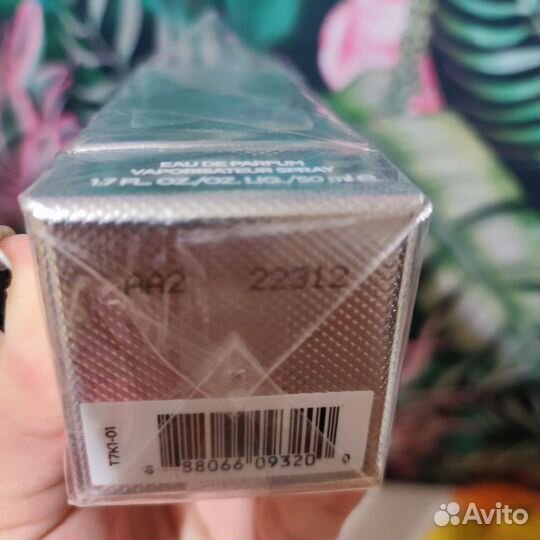 EAU DE PARFUM
VAPORISATEUR SPRAY
1.7 FL. OZ./OZ. LIQ./50 ml e
AA2 22312
T7K1-01
8 88066 09320 0
Avito